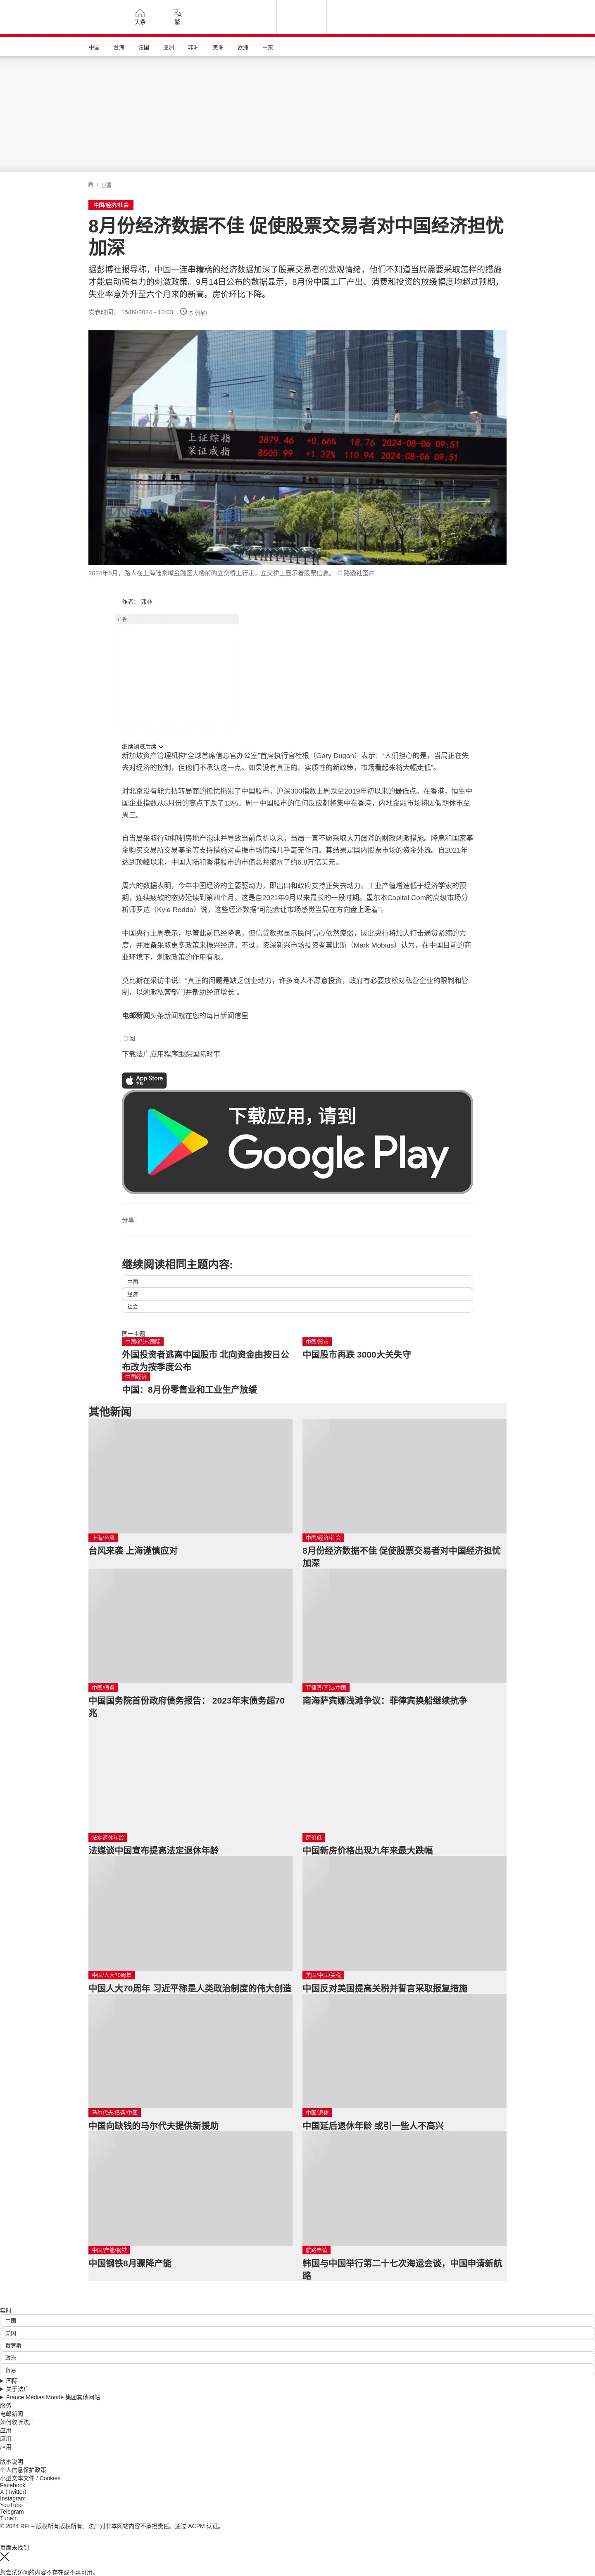 头条
繁
中国
台海
法国
亚洲
非洲
美洲
欧洲
中东
/ 中国
中国/经济/社会
8月份经济数据不佳 促使股票交易者对中国经济担忧
加深
据彭博社报导称，中国一连串糟糕的经济数据加深了股票交易者的悲观情绪，他们不知道当局需要采取怎样的措施
才能启动强有力的刺激政策。9月14日公布的数据显示，8月份中国工厂产出、消费和投资的放缓幅度均超过预期，
失业率意外升至六个月来的新高。房价环比下降。
发表时间： 15/09/2024 - 12:03 5 分钟
上证综指 2879.46 +0.66% 18.76 2024-08-06 09:51
深证成指 8505.99 +1.32% 110.94 2024-08-06 09:51
2024年8月，路人在上海陆家嘴金融区大楼前的立交桥上行走，立交桥上显示着股票信息。 © 路透社图片
作者： 弗林
广告
继续浏览后续
新加坡资产管理机构“全球首席信息官办公室”首席执行官杜根（Gary Dugan）表示：“人们担心的是，当局正在失
去对经济的控制，但他们不承认这一点。如果没有真正的、实质性的新政策，市场看起来将大幅走低”。
对北京没有能力扭转局面的担忧拖累了中国股市。沪深300指数上周跌至2019年初以来的最低点。在香港，恒生中
国企业指数从5月份的高点下跌了13%。周一中国股市的任何反应都将集中在香港，内地金融市场将因假期休市至
周三。
自当局采取行动抑制房地产泡沫并导致当前危机以来，当局一直不愿采取大刀阔斧的财政刺激措施。降息和国家基
金购买交易所交易基金等支持措施对重振市场情绪几乎毫无作用。其结果是国内股票市场的资金外流。自2021年
达到顶峰以来，中国大陆和香港股市的市值总共缩水了约6.8万亿美元。
周六的数据表明，今年中国经济的主要驱动力，即出口和政府支持正失去动力。工业产值增速低于经济学家的预
期，连续疲软的态势延续到第四个月。这是自2021年9月以来最长的一段时期。墨尔本Capital.Com的高级市场分
析师罗达（Kyle Rodda）说，这些经济数据“可能会让市场感觉当局在方向盘上睡着”。
中国央行上周表示，尽管此前已经降息，但信贷数据显示民间信心依然疲弱，因此央行将加大打击通货紧缩的力
度，并准备采取更多政策来振兴经济。不过，资深新兴市场投资者莫比斯（Mark Mobius）认为，在中国目前的商
业环境下，刺激政策的作用有限。
莫比斯在采访中说：“真正的问题是缺乏创业动力，许多商人不愿意投资，政府有必要放松对私营企业的限制和管
制，以刺激私营部门并帮助经济增长”。
电邮新闻头条新闻就在您的每日新闻信里
订阅
下载法广应用程序跟踪国际时事
App Store
下载
下载应用，请到
Google Play
分享 :
继续阅读相同主题内容:
中国
经济
社会
同一主题
中国/经济/国际
外国投资者逃离中国股市 北向资金由按日公
布改为按季度公布
中国/股市
中国股市再跌 3000大关失守
中国经济
中国：8月份零售业和工业生产放缓
其他新闻
上海/台风
台风来袭 上海谨慎应对
中国/经济/社会
8月份经济数据不佳 促使股票交易者对中国经济担忧
加深
中国/债务
中国国务院首份政府债务报告： 2023年末债务超70
兆
菲律宾/南海/中国
南海萨宾娜浅滩争议：菲律宾换船继续抗争
法定退休年龄
法媒谈中国宣布提高法定退休年龄
房价低
中国新房价格出现九年来最大跌幅
中国/人大70周年
中国人大70周年 习近平称是人类政治制度的伟大创造
美国/中国/关税
中国反对美国提高关税并誓言采取报复措施
马尔代夫/债务/中国
中国向缺钱的马尔代夫提供新援助
中国/退休
中国延后退休年龄 或引一些人不高兴
中国/产能/钢铁
中国钢铁8月骤降产能
航路申请
韩国与中国举行第二十七次海运会谈，中国申请新航
路
实时
中国
美国
俄罗斯
政治
贸易
国际
关于法广
France Médias Monde 集团其他网站
服务
电邮新闻
如何收听法广
应用
应用
应用
版本说明
个人信息保护政策
小型文本文件 / Cookies
Facebook
X (Twitter)
Instagram
YouTube
Telegram
TuneIn
© 2024 RFI – 版权所有版权所有。法广对非本网站内容不承担责任。通过 ACPM 认证。
页面未找到
您尝试访问的内容不存在或不再可用。